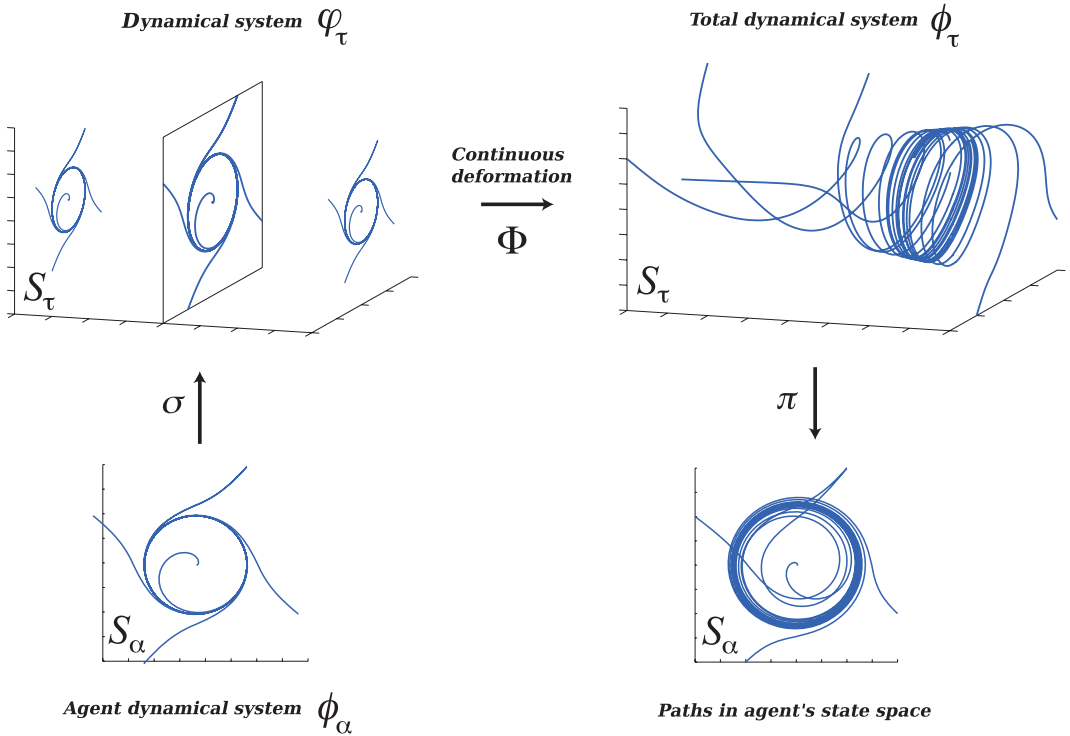 Dynamical system φτ
Total dynamical system ϕτ
Continuous
deformation
Φ
Sτ
Sτ
σ
π
Sα
Sα
Agent dynamical system ϕα
Paths in agent's state space